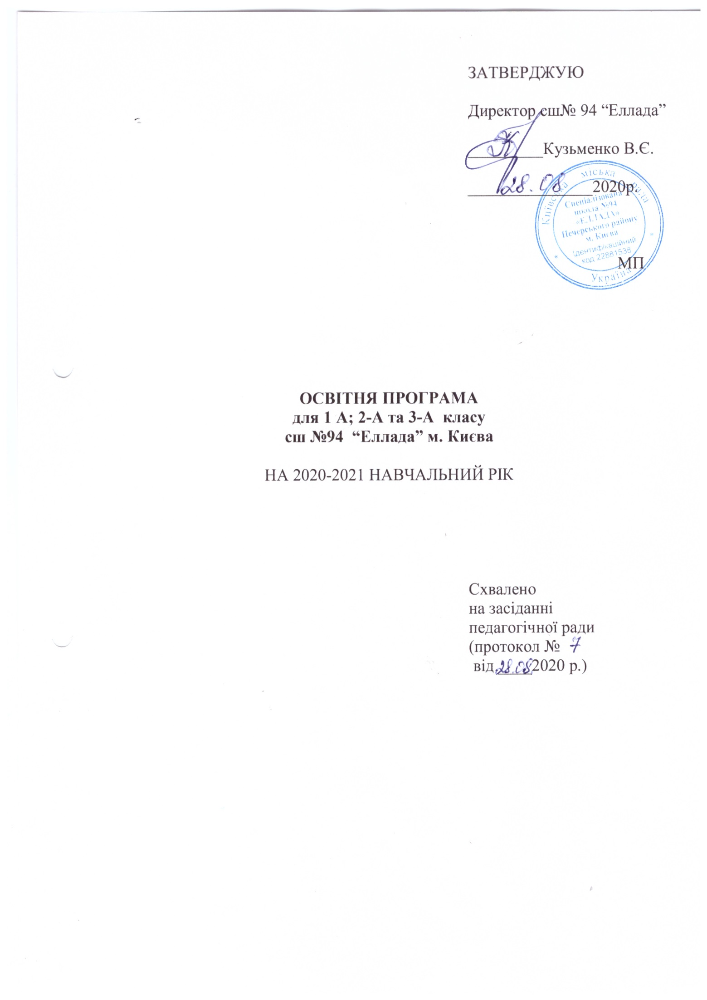 ЗАТВЕРДЖУЮ
Директор сш№ 94 “Еллада”
__________Кузьменко В.Є.
28.08 2020р.
Київська міська рада
Спеціалізована
школа №94
«ЕЛЛАДА»
Печерського району
м. Києва
Ідентифікаційний
код 22881538
Україна
МП
ОСВІТНЯ ПРОГРАМА
для 1 А; 2-А та 3-А класу
сш №94 “Еллада” м. Києва
НА 2020-2021 НАВЧАЛЬНИЙ РІК
Схвалено
на засіданні
педагогічної ради
(протокол № 7
від 28.08 2020 р.)